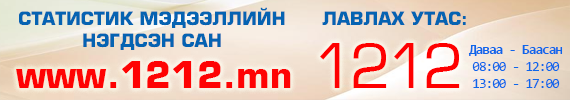 СТАТИСТИК МЭДЭЭЛЛИЙН
НЭГДСЭН САН
www.1212.mn
ЛАВЛАХ УТАС:
1212
Даваа - Баасан
08:00 - 12:00
13:00 - 17:00